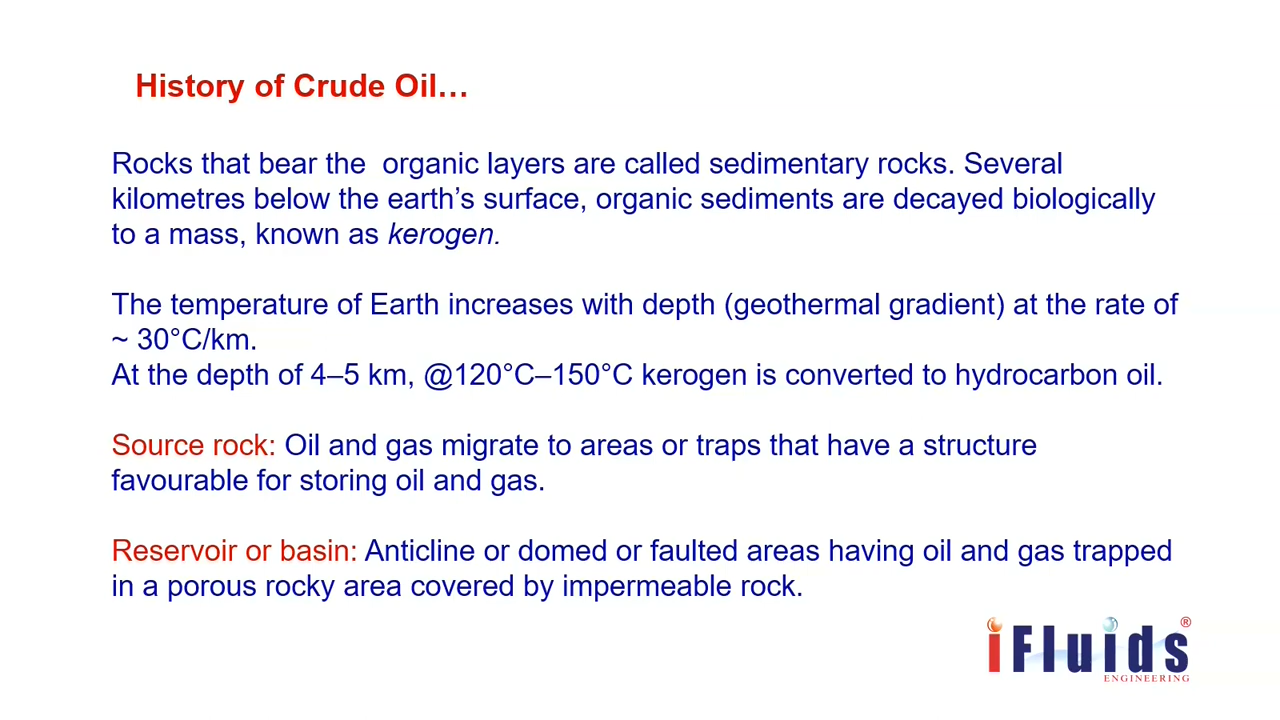 History of Crude Oil…
Rocks that bear the organic layers are called sedimentary rocks. Several
kilometres below the earth’s surface, organic sediments are decayed biologically
to a mass, known as kerogen.
The temperature of Earth increases with depth (geothermal gradient) at the rate of
~ 30°C/km.
At the depth of 4–5 km, @120°C–150°C kerogen is converted to hydrocarbon oil.
Source rock: Oil and gas migrate to areas or traps that have a structure
favourable for storing oil and gas.
Reservoir or basin: Anticline or domed or faulted areas having oil and gas trapped
in a porous rocky area covered by impermeable rock.
iFluids®
ENGINEERING